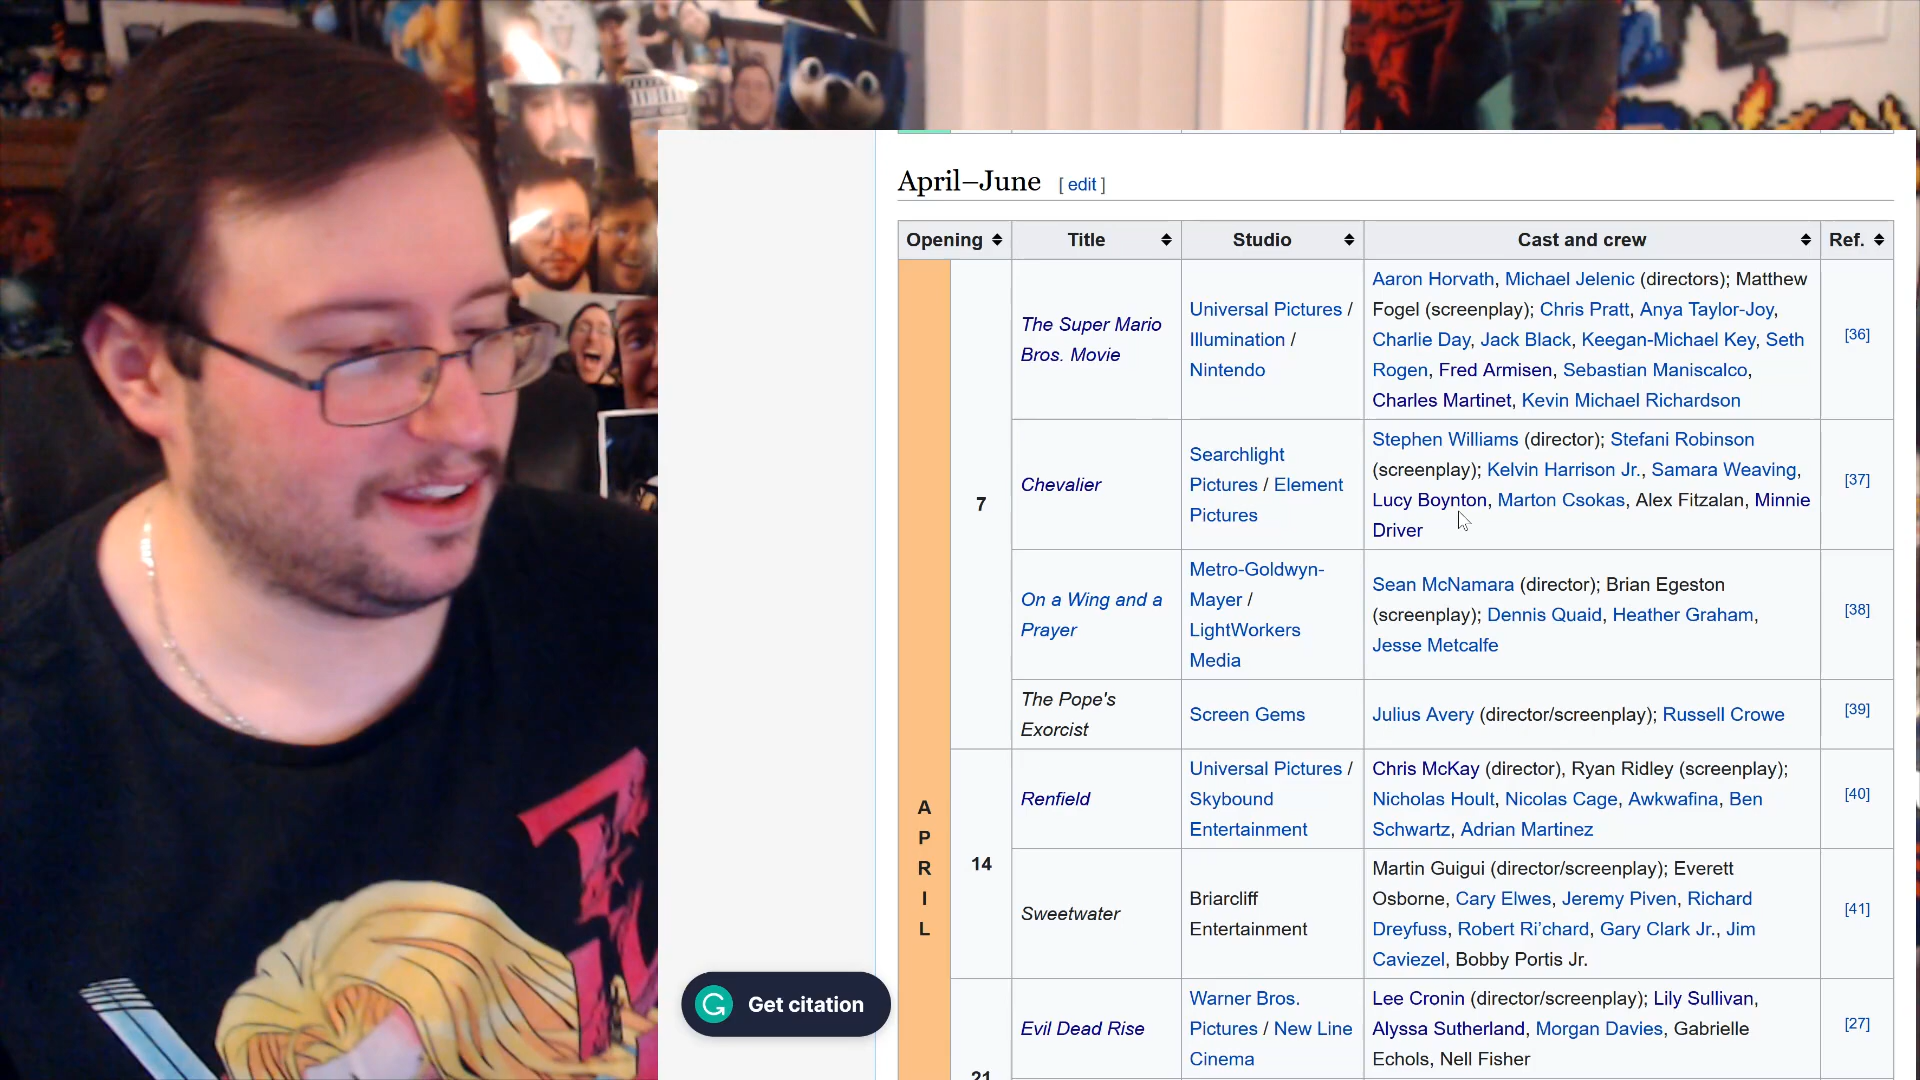 April–June [ edit ]
Opening Title Studio Cast and crew Ref.
APRIL
7
The Super Mario
Bros. Movie
Universal Pictures /
Illumination /
Nintendo
Aaron Horvath, Michael Jelenic (directors); Matthew
Fogel (screenplay); Chris Pratt, Anya Taylor-Joy,
Charlie Day, Jack Black, Keegan-Michael Key, Seth
Rogen, Fred Armisen, Sebastian Maniscalco,
Charles Martinet, Kevin Michael Richardson
[36]
Chevalier
Searchlight
Pictures / Element
Pictures
Stephen Williams (director); Stefani Robinson
(screenplay); Kelvin Harrison Jr., Samara Weaving,
Lucy Boynton, Marton Csokas, Alex Fitzalan, Minnie
Driver
[37]
On a Wing and a
Prayer
Metro-Goldwyn-
Mayer /
LightWorkers
Media
Sean McNamara (director); Brian Egeston
(screenplay); Dennis Quaid, Heather Graham,
Jesse Metcalfe
[38]
The Pope's
Exorcist
Screen Gems
Julius Avery (director/screenplay); Russell Crowe
[39]
14
Renfield
Universal Pictures /
Skybound
Entertainment
Chris McKay (director), Ryan Ridley (screenplay);
Nicholas Hoult, Nicolas Cage, Awkwafina, Ben
Schwartz, Adrian Martinez
[40]
Sweetwater
Briarcliff
Entertainment
Martin Guigui (director/screenplay); Everett
Osborne, Cary Elwes, Jeremy Piven, Richard
Dreyfuss, Robert Ri'chard, Gary Clark Jr., Jim
Caviezel, Bobby Portis Jr.
[41]
21
Evil Dead Rise
Warner Bros.
Pictures / New Line
Cinema
Lee Cronin (director/screenplay); Lily Sullivan,
Alyssa Sutherland, Morgan Davies, Gabrielle
Echols, Nell Fisher
[27]
Get citation